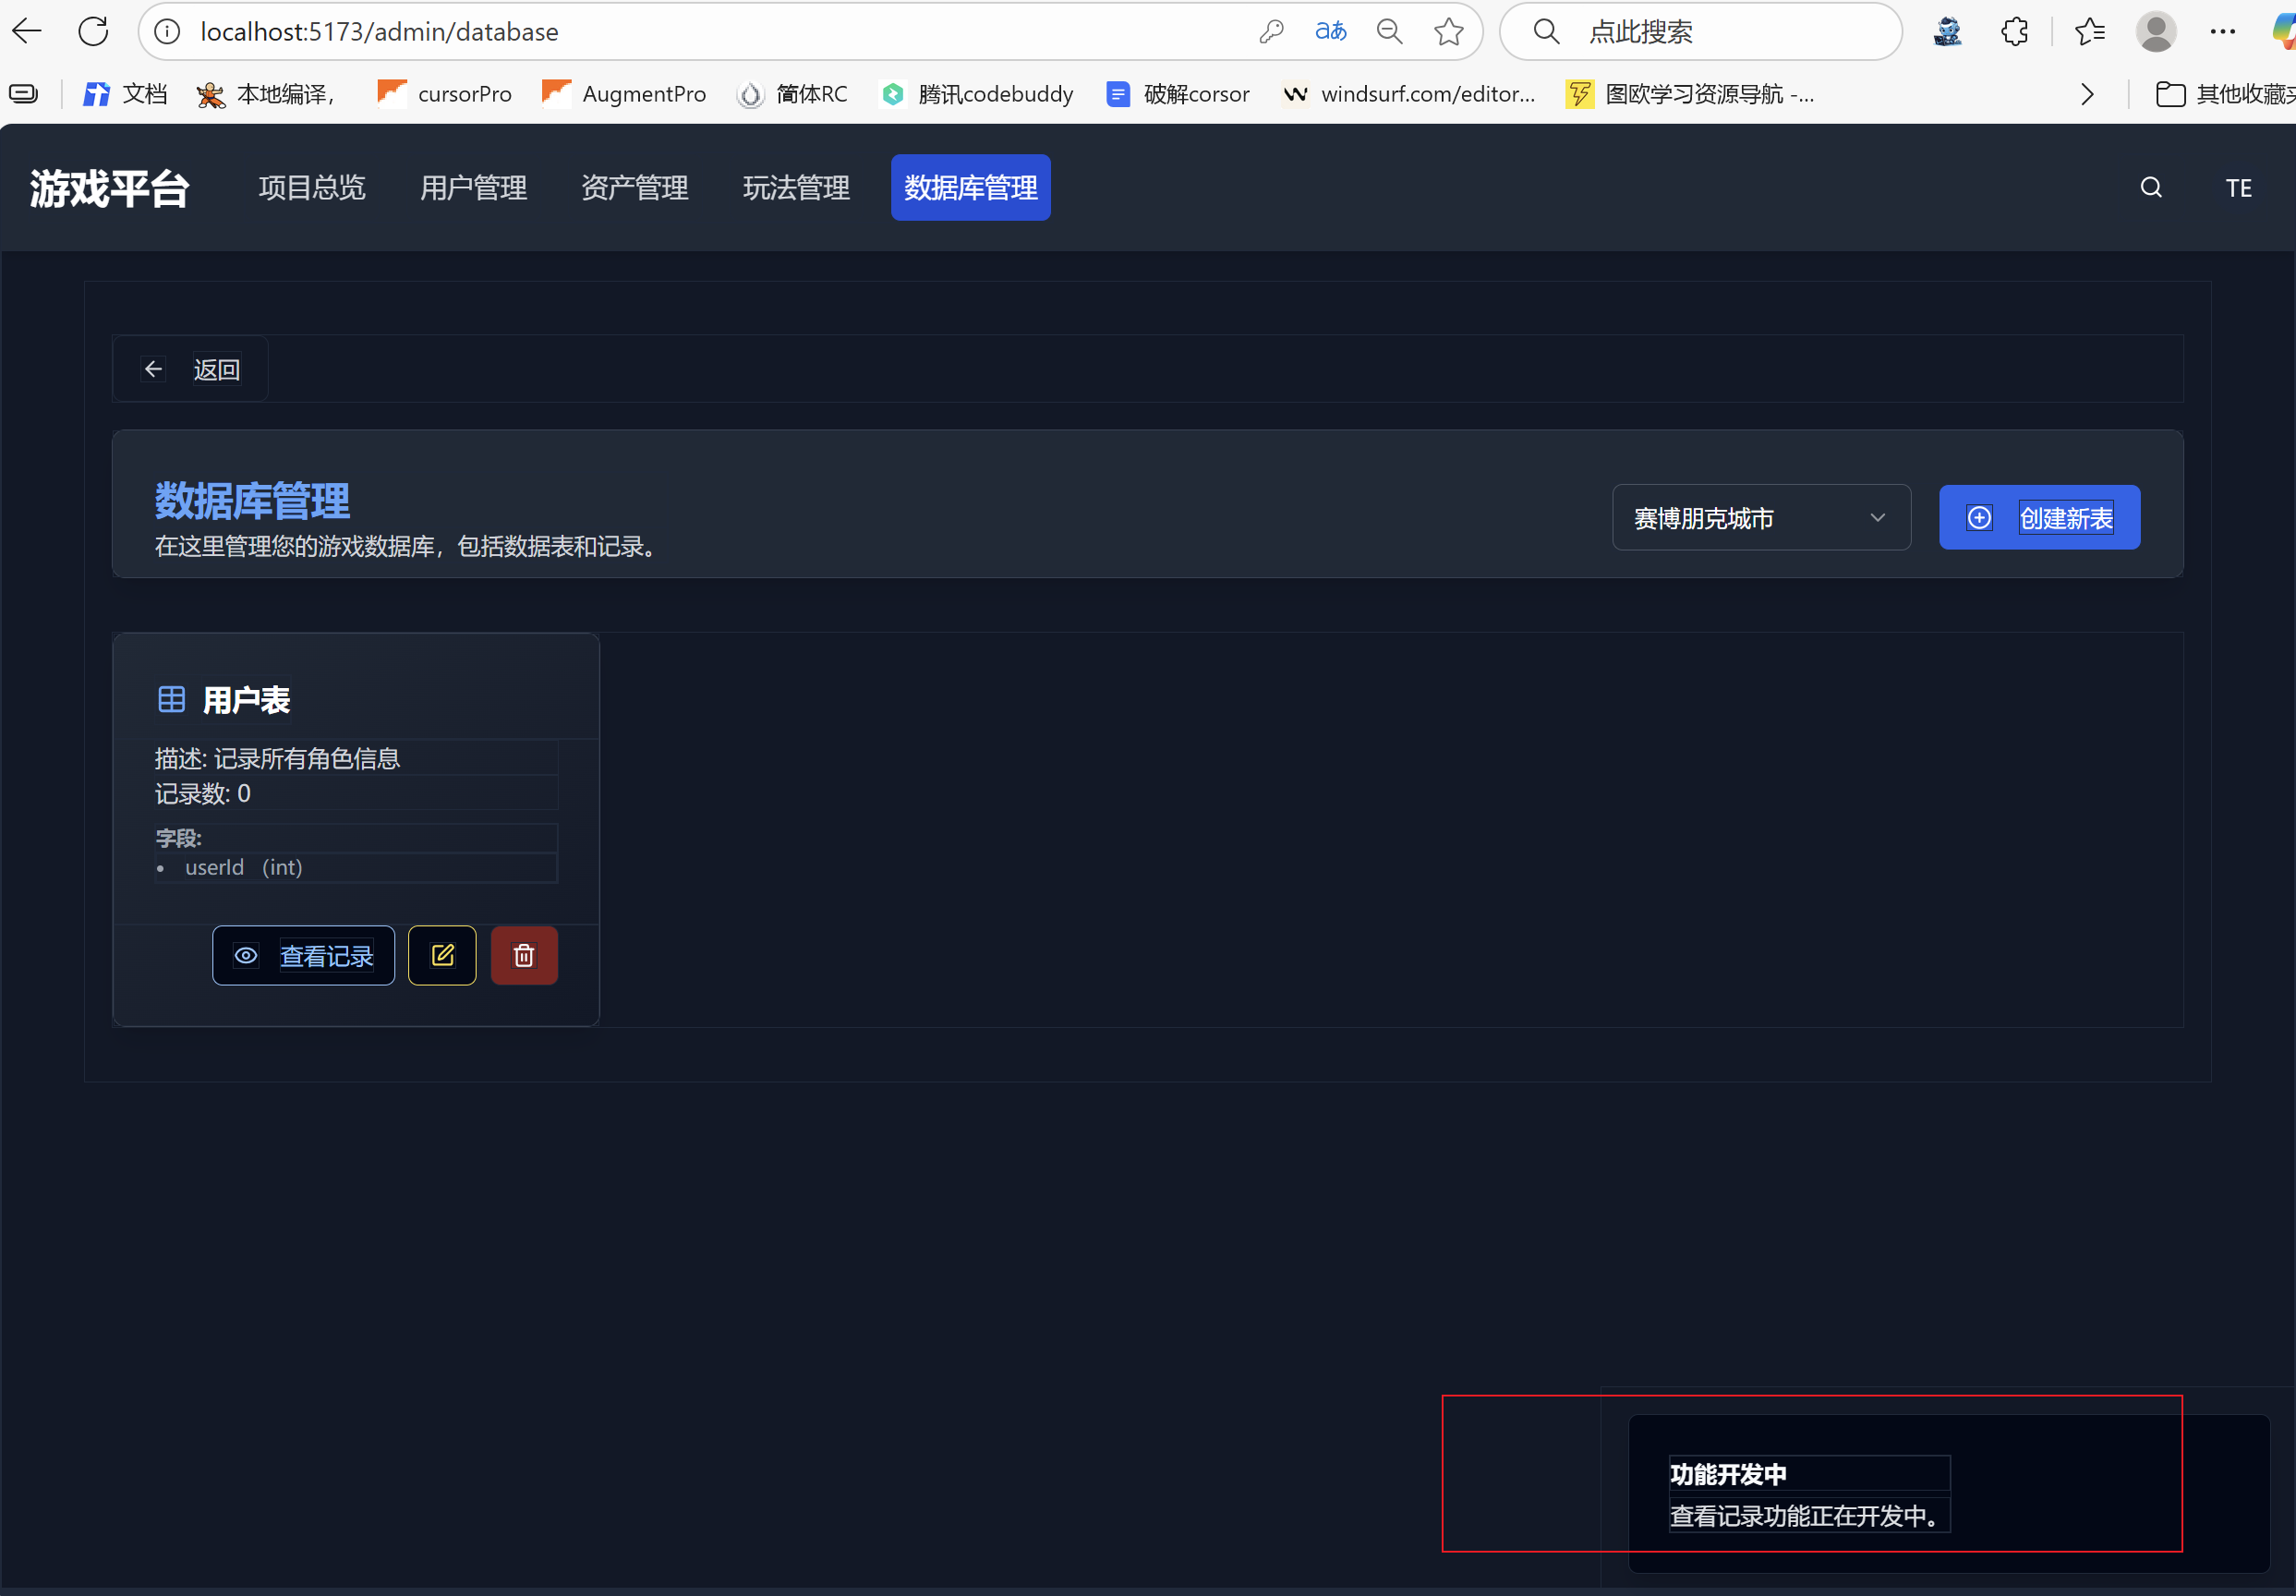 localhost:5173/admin/database
点此搜索
文档
本地编译，
cursorPro
AugmentPro
简体RC
腾讯codebuddy
破解corsor
windsurf.com/editor...
图欧学习资源导航 -...
其他收藏夹
游戏平台
项目总览
用户管理
资产管理
玩法管理
数据库管理
TE
返回
数据库管理
在这里管理您的游戏数据库，包括数据表和记录。
赛博朋克城市
创建新表
用户表
描述: 记录所有角色信息
记录数: 0
字段:
• userId （int)
查看记录
功能开发中
查看记录功能正在开发中。